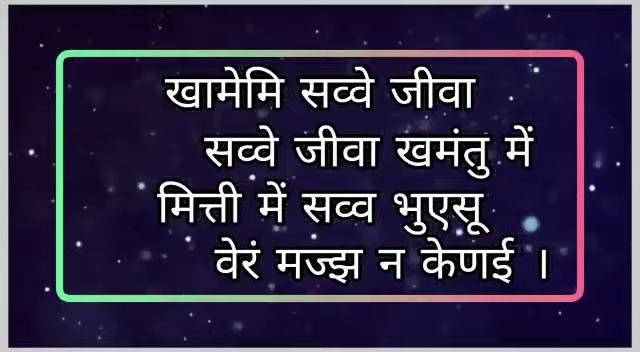 खामेमि सव्वे जीवा
सव्वे जीवा खमंतु में
मित्ती में सव्व भुएसू
वेरं मज्झ न केणई ।